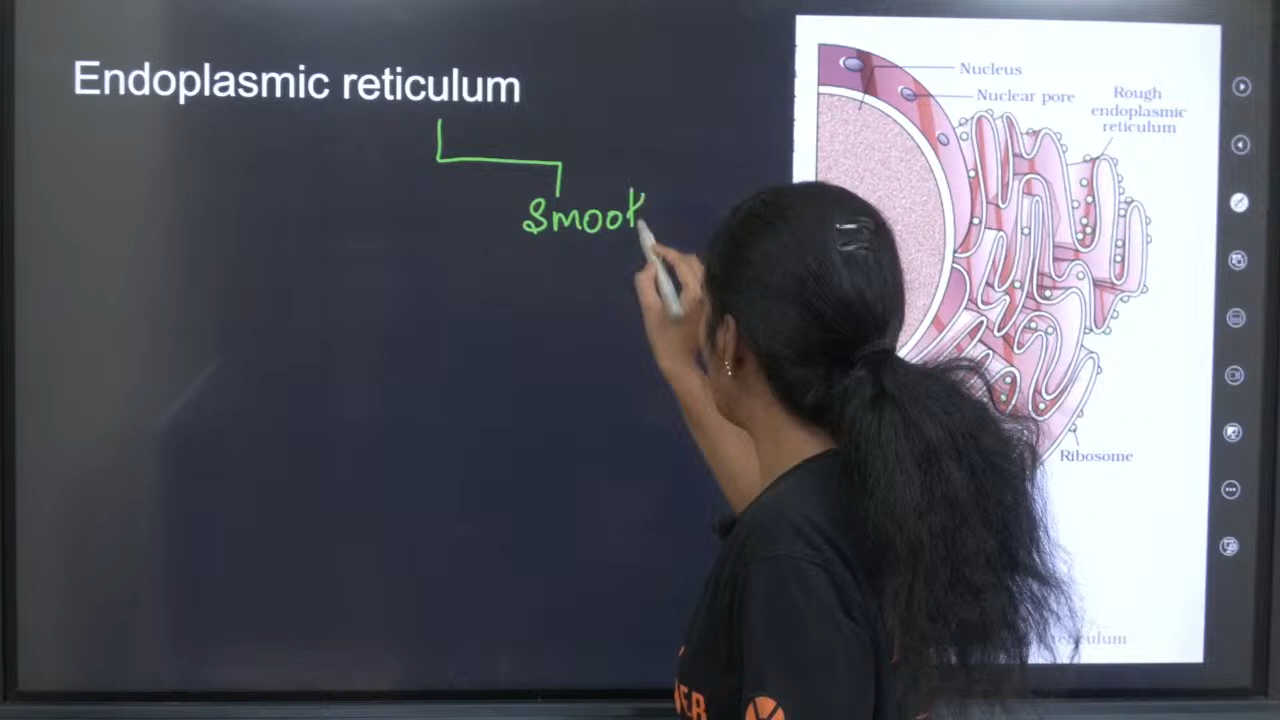 Endoplasmic reticulum
Smoot
Nucleus
Nuclear pore
Rough
endoplasmic
reticulum
Ribosome